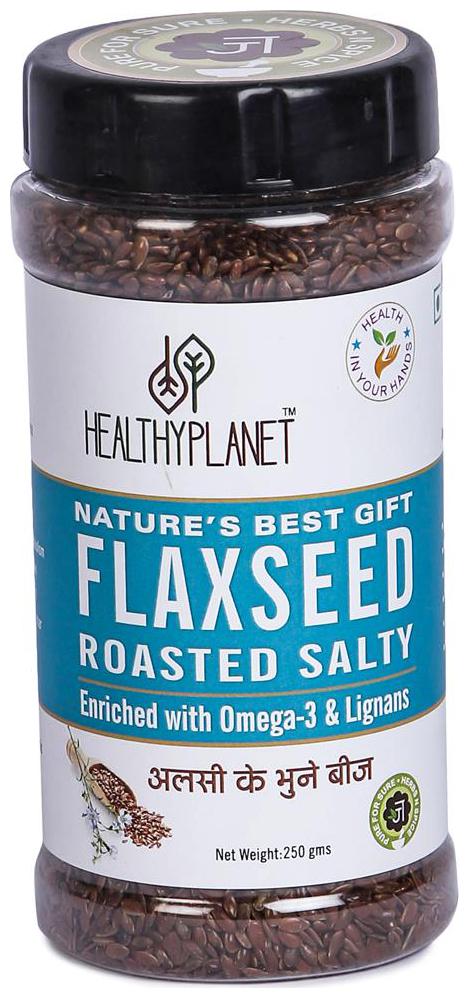 PURE FOR SURE • HERBS N SPICE
HEALTH IN YOUR HANDS
HEALTHYPLANET™
NATURE'S BEST GIFT
FLAXSEED
ROASTED SALTY
Enriched with Omega-3 & Lignans
अलसी के भुने बीज
PURE FOR SURE • HERBS N SPICE
Net Weight:250 gms